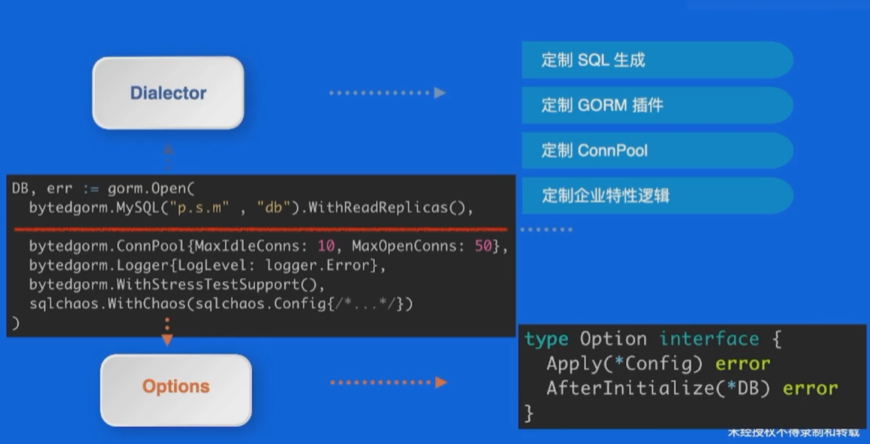 Dialector
定制 SQL 生成
定制 GORM 插件
定制 ConnPool
定制企业特性逻辑
DB, err := gorm.Open(
bytedgorm.MySQL("p.s.m" , "db").WithReadReplicas(),
bytedgorm.ConnPool{MaxIdleConns: 10, MaxOpenConns: 50},
bytedgorm.Logger{LogLevel: logger.Error},
bytedgorm.WithStressTestSupport(),
sqlchaos.WithChaos(sqlchaos.Config{/*...*/})
)
Options
type Option interface {
Apply(*Config) error
AfterInitialize(*DB) error
}
未经授权不得录制和转载